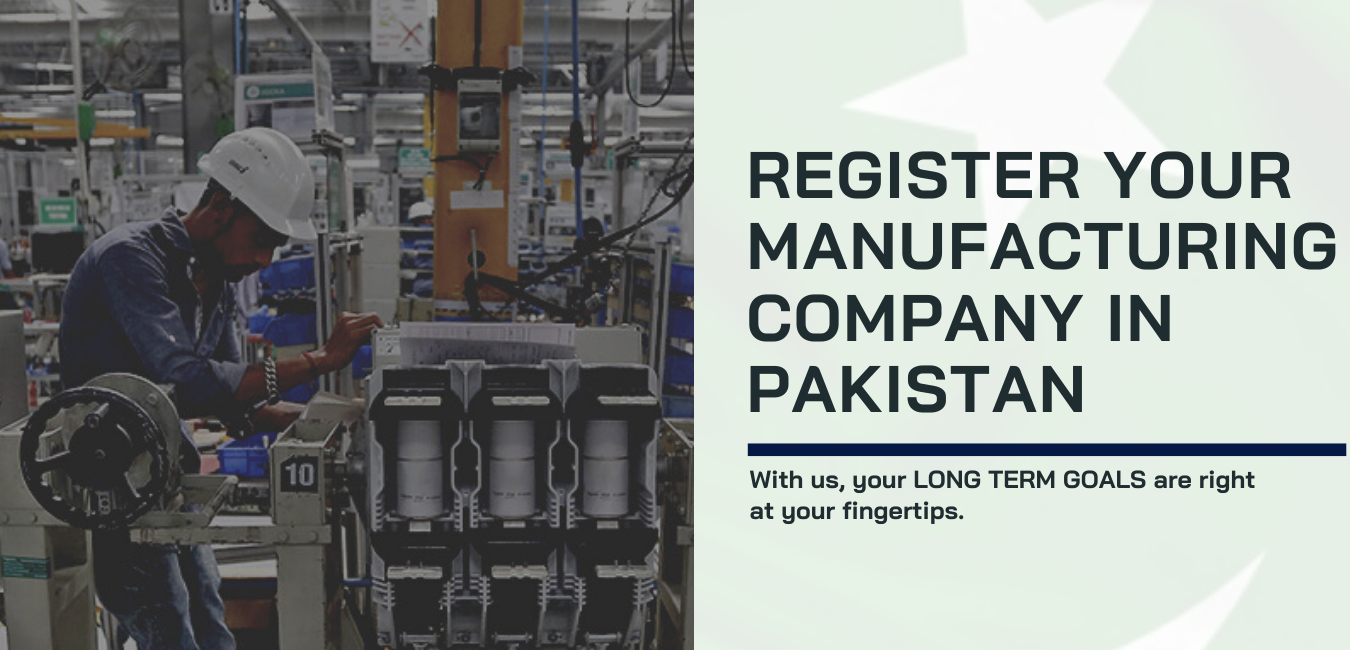 REGISTER YOUR
MANUFACTURING
COMPANY IN
PAKISTAN
With us, your LONG TERM GOALS are right
at your fingertips.
10